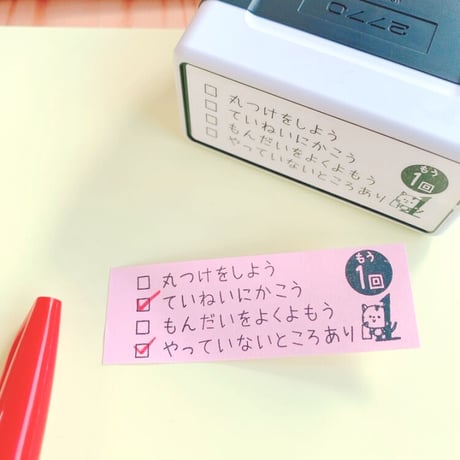 2770
□ 丸つけをしよう
□ ていねいにかこう
□ もんだいをよくよもう
□ やっていないところあり
もう
1回
□ 丸つけをしよう
☑ ていねいにかこう
□ もんだいをよくよもう
☑ やっていないところあり
もう
1回